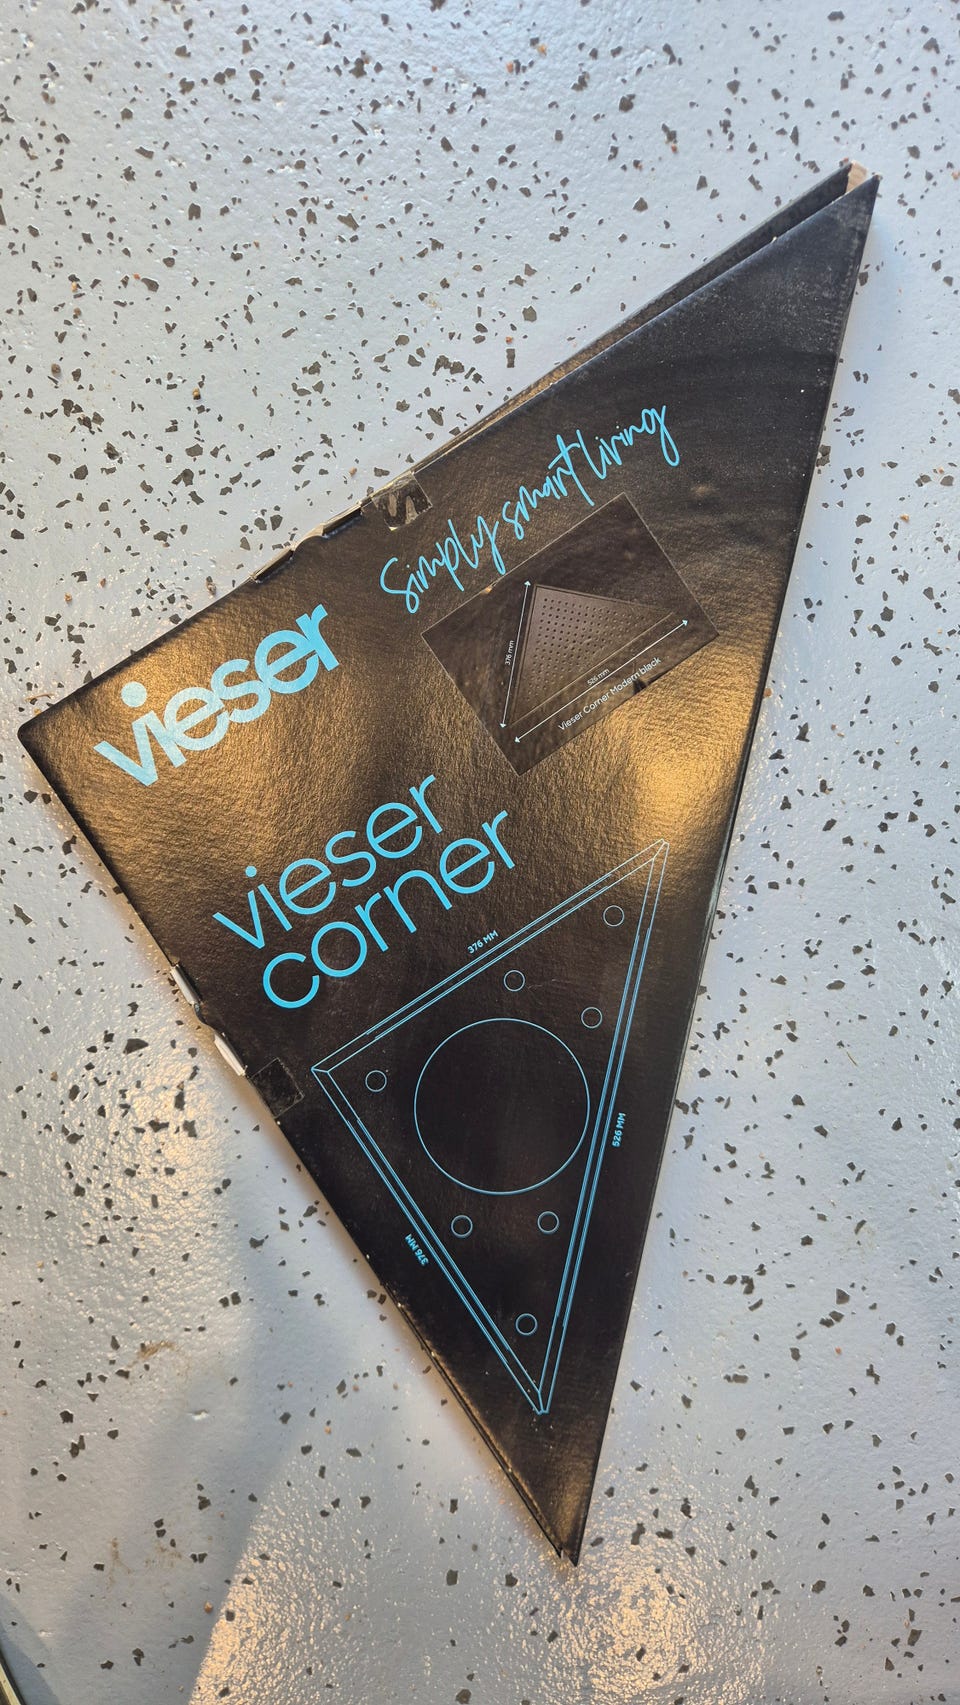 vieser
Simply smart living
376 mm
526 mm
Vieser Corner Modern black
vieser
corner
376 MM
526 MM
376 MM